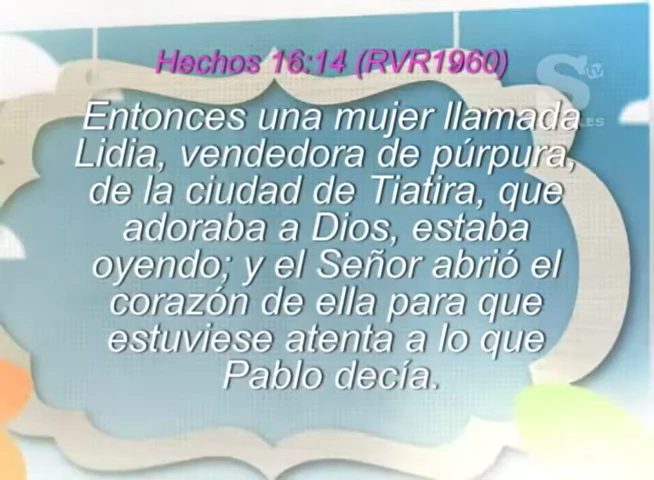 Hechos 16:14 (RVR1960)
Entonces una mujer llamada
Lidia, vendedora de púrpura,
de la ciudad de Tiatira, que
adoraba a Dios, estaba
oyendo; y el Señor abrió el
corazón de ella para que
estuviese atenta a lo que
Pablo decía.
S tv